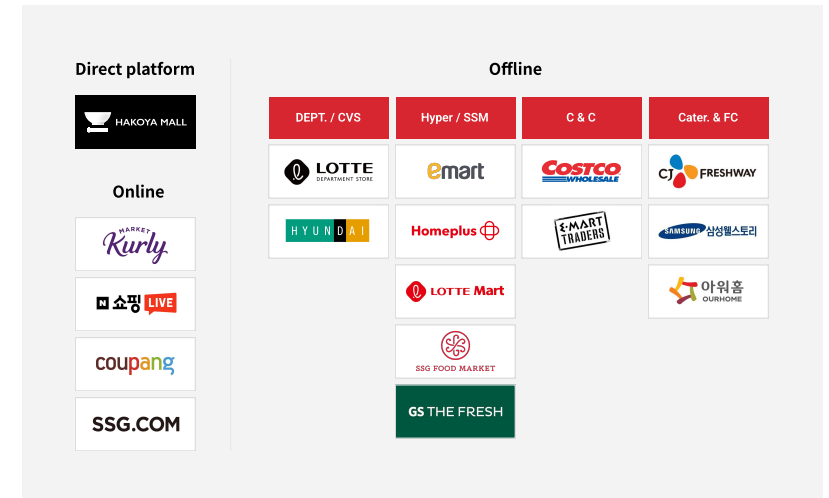 Direct platform
HAKOYA MALL
Online
MARKET
Kurly
N 쇼핑 LIVE
coupang
SSG.COM
Offline
DEPT. / CVS
LOTTE
DEPARTMENT STORE
HYUNDAI
Hyper / SSM
emart
Homeplus
LOTTE Mart
SSG FOOD MARKET
GS THE FRESH
C & C
COSTCO
WHOLESALE
E·MART
TRADERS
Cater. & FC
CJ FRESHWAY
SAMSUNG 삼성웰스토리
아워홈
OURHOME